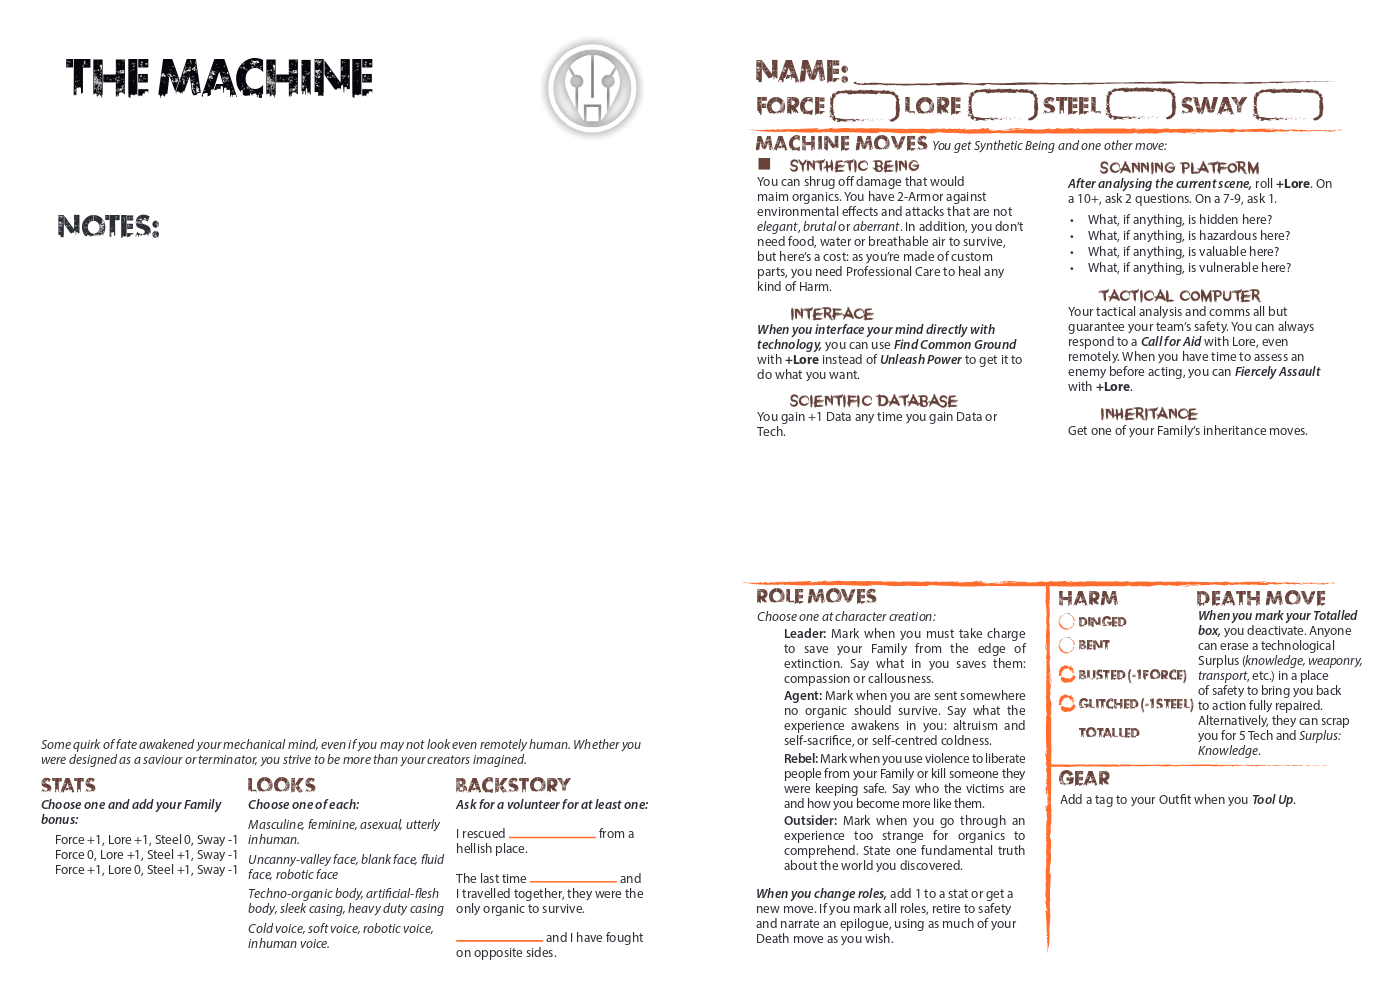 THE MACHINE
NOTES:
Some quirk of fate awakened your mechanical mind, even if you may not look even remotely human. Whether you
were designed as a saviour or terminator, you strive to be more than your creators imagined.
STATS
Choose one and add your Family
bonus:
Force +1, Lore +1, Steel 0, Sway -1
Force 0, Lore +1, Steel +1, Sway -1
Force +1, Lore 0, Steel +1, Sway -1
LOOKS
Choose one of each:
Masculine, feminine, asexual, utterly
inhuman.
Uncanny-valley face, blank face, fluid
face, robotic face
Techno-organic body, artificial-flesh
body, sleek casing, heavy duty casing
Cold voice, soft voice, robotic voice,
inhuman voice.
BACKSTORY
Ask for a volunteer for at least one:
I rescued ____________ from a
hellish place.
The last time ____________ and
I travelled together, they were the
only organic to survive.
____________ and I have fought
on opposite sides.
NAME:
FORCE LORE STEEL SWAY
MACHINE MOVES You get Synthetic Being and one other move:
SYNTHETIC BEING
You can shrug off damage that would
maim organics. You have 2-Armor against
environmental effects and attacks that are not
elegant, brutal or aberrant. In addition, you don't
need food, water or breathable air to survive,
but here's a cost: as you're made of custom
parts, you need Professional Care to heal any
kind of Harm.
INTERFACE
When you interface your mind directly with
technology, you can use Find Common Ground
with +Lore instead of Unleash Power to get it to
do what you want.
SCIENTIFIC DATABASE
You gain +1 Data any time you gain Data or
Tech.
SCANNING PLATFORM
After analysing the current scene, roll +Lore. On
a 10+, ask 2 questions. On a 7-9, ask 1.
• What, if anything, is hidden here?
• What, if anything, is hazardous here?
• What, if anything, is valuable here?
• What, if anything, is vulnerable here?
TACTICAL COMPUTER
Your tactical analysis and comms all but
guarantee your team's safety. You can always
respond to a Call for Aid with Lore, even
remotely. When you have time to assess an
enemy before acting, you can Fiercely Assault
with +Lore.
INHERITANCE
Get one of your Family's inheritance moves.
ROLE MOVES
Choose one at character creation:
Leader: Mark when you must take charge
to save your Family from the edge of
extinction. Say what in you saves them:
compassion or callousness.
Agent: Mark when you are sent somewhere
no organic should survive. Say what the
experience awakens in you: altruism and
self-sacrifice, or self-centred coldness.
Rebel: Mark when you use violence to liberate
people from your Family or kill someone they
were keeping safe. Say who the victims are
and how you become more like them.
Outsider: Mark when you go through an
experience too strange for organics to
comprehend. State one fundamental truth
about the world you discovered.
When you change roles, add 1 to a stat or get a
new move. If you mark all roles, retire to safety
and narrate an epilogue, using as much of your
Death move as you wish.
HARM
DINGED
BENT
BUSTED (-1 FORCE)
GLITCHED (-1 STEEL)
TOTALLED
DEATH MOVE
When you mark your Totalled
box, you deactivate. Anyone
can erase a technological
Surplus (knowledge, weaponry,
transport, etc.) in a place
of safety to bring you back
to action fully repaired.
Alternatively, they can scrap
you for 5 Tech and Surplus:
Knowledge.
GEAR
Add a tag to your Outfit when you Tool Up.